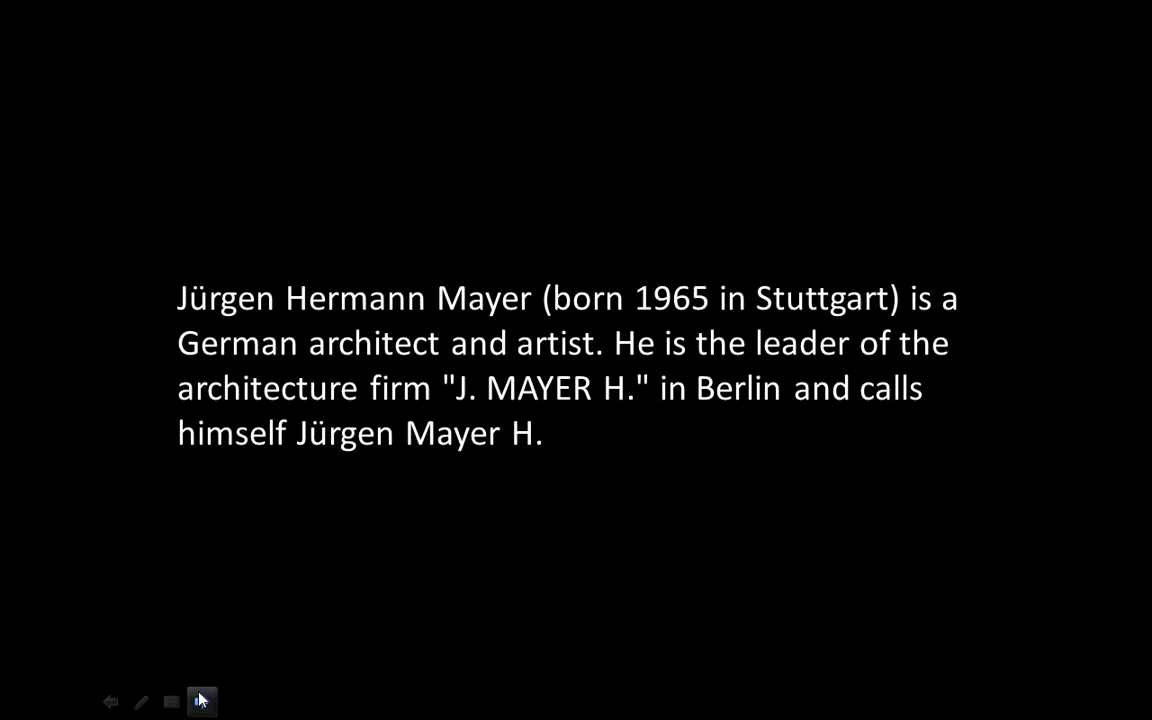 Jürgen Hermann Mayer (born 1965 in Stuttgart) is a
German architect and artist. He is the leader of the
architecture firm "J. MAYER H." in Berlin and calls
himself Jürgen Mayer H.